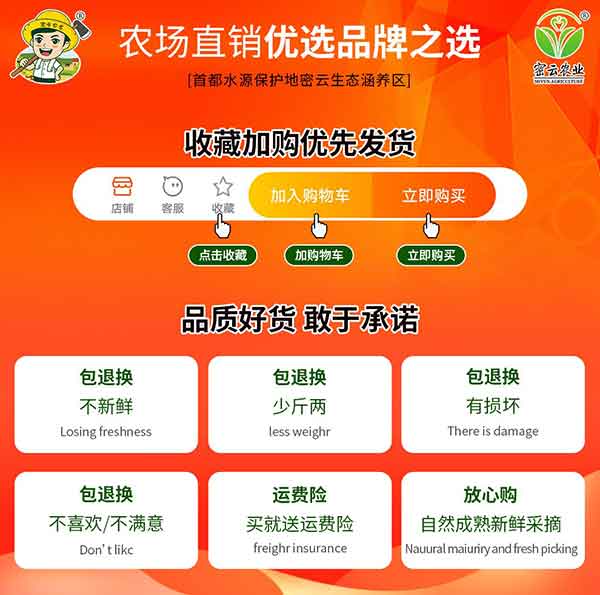 农场直销优选品牌之选
[首都水源保护地密云生态涵养区]
密云农业
MIYUN AGRICULTURE
收藏加购优先发货
店铺 客服 收藏 加入购物车 立即购买
点击收藏 加购物车 立即购买
品质好货 敢于承诺
包退换
不新鲜
Losing freshness
包退换
少斤两
less weighr
包退换
有损坏
There is damage
包退换
不喜欢/不满意
Don't likc
运费险
买就送运费险
freighr insurance
放心购
自然成熟新鲜采摘
Nauural maiuriry and fresh picking